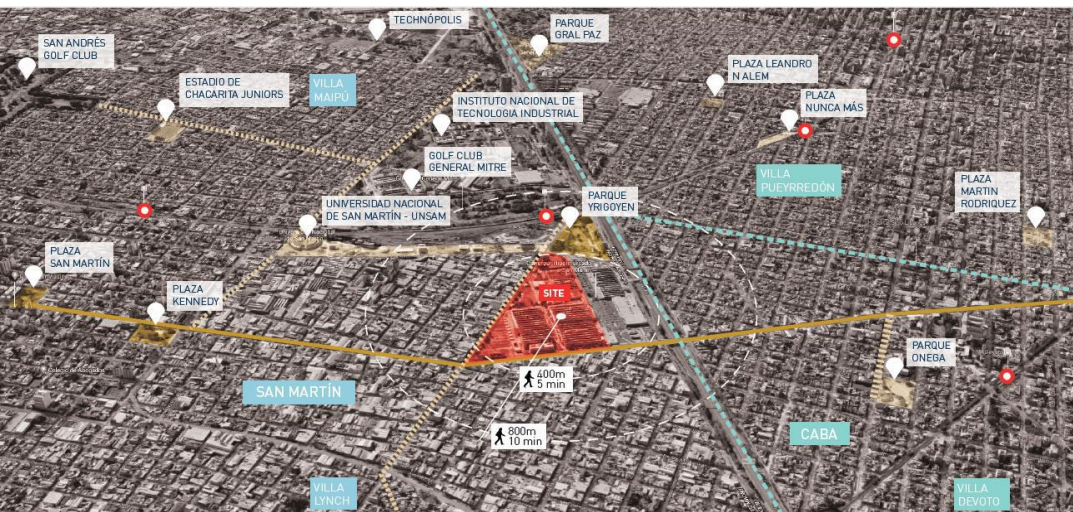 TECHNÓPOLIS
PARQUE
GRAL PAZ
SAN ANDRÉS
GOLF CLUB
PLAZA LEANDRO
N ALEM
ESTADIO DE
CHACARITA JUNIORS
VILLA
MAIPÚ
PLAZA
NUNCA MÁS
INSTITUTO NACIONAL DE
TECNOLOGIA INDUSTRIAL
GOLF CLUB
GENERAL MITRE
VILLA
PUEYRREDÓN
PLAZA
MARTIN
RODRIQUEZ
PARQUE
YRIGOYEN
UNIVERSIDAD NACIONAL
DE SAN MARTÍN - UNSAM
PLAZA
SAN MARTÍN
PLAZA
KENNEDY
SITE
PARQUE
ONEGA
400m
5 min
SAN MARTÍN
800m
10 min
CABA
VILLA
LYNCH
VILLA
DEVOTO